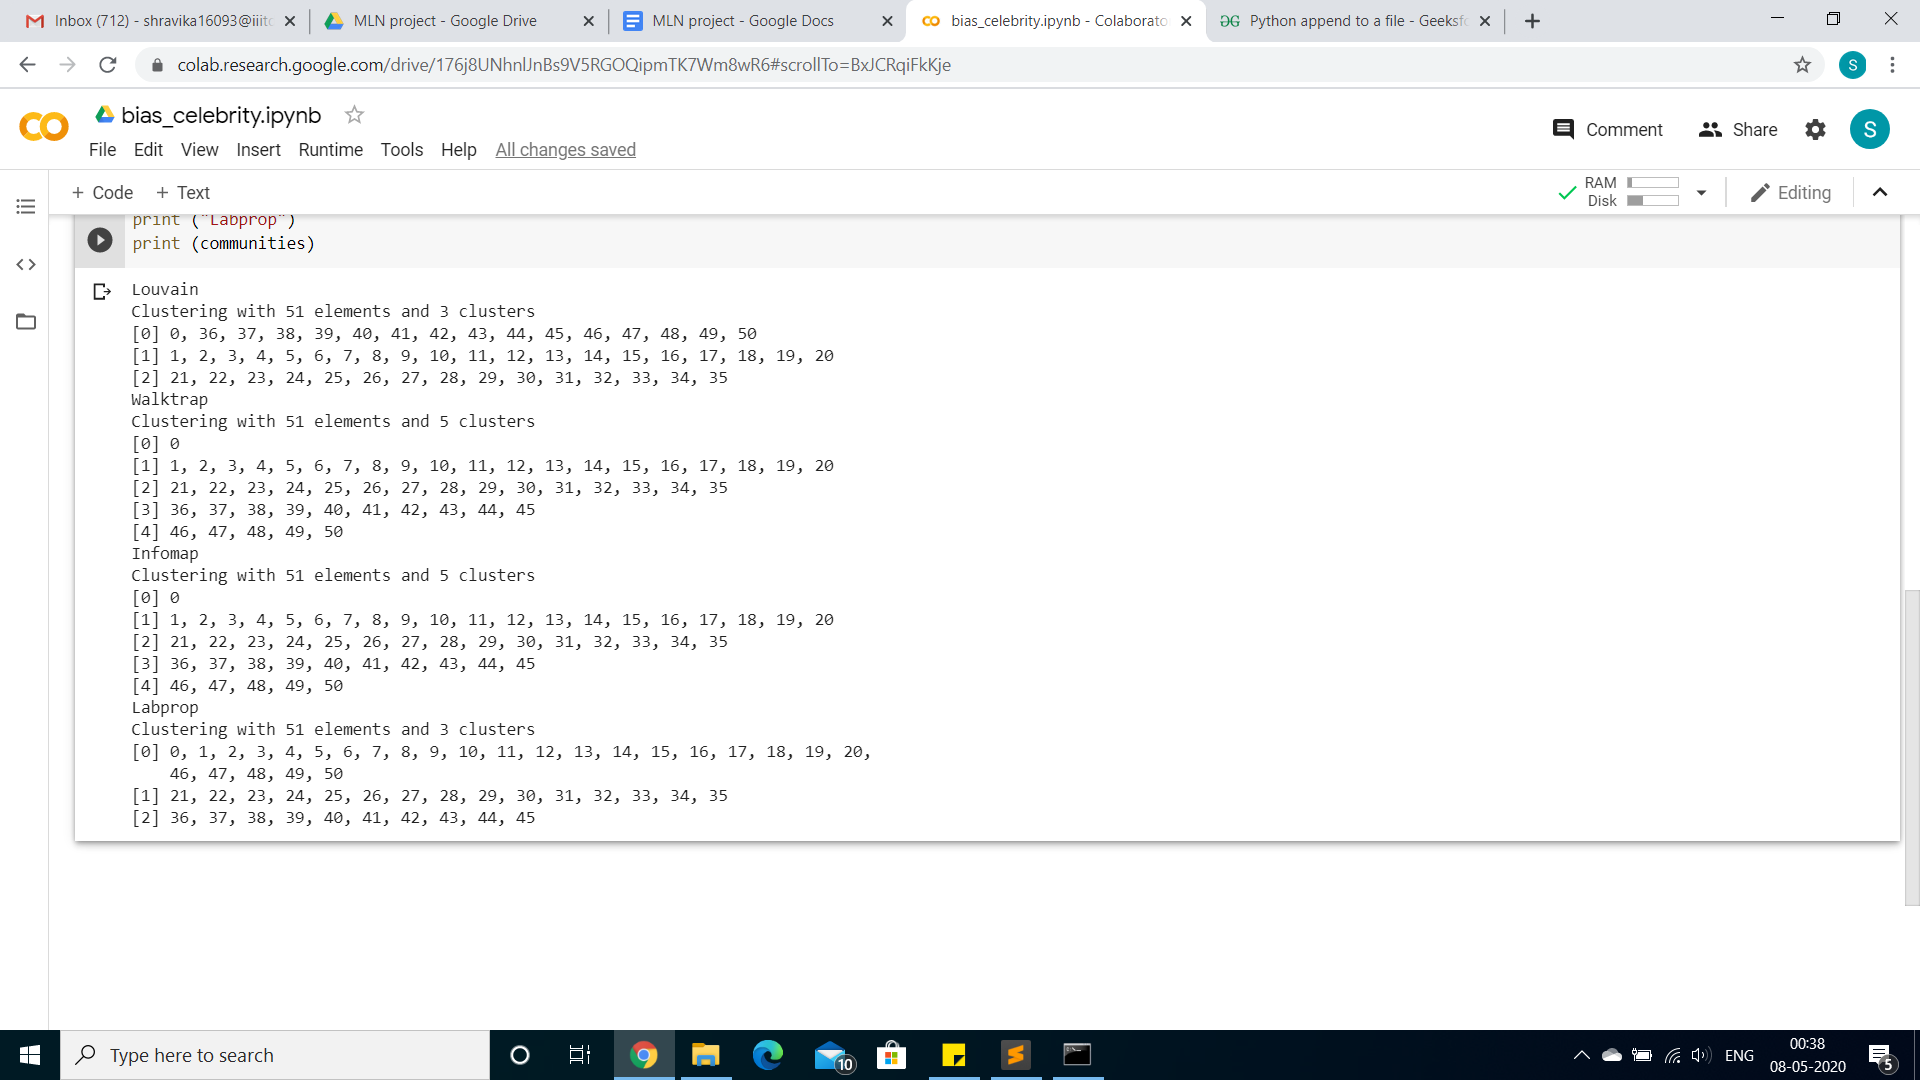 Inbox (712) - shravika16093@iiitd
MLN project - Google Drive
MLN project - Google Docs
bias_celebrity.ipynb - Colaborato
Python append to a file - Geeksfo
colab.research.google.com/drive/176j8UNhnlJnBs9V5RGOQipmTK7Wm8wR6#scrollTo=BxJCRqiFkKje
S
bias_celebrity.ipynb
Comment
Share
S
File Edit View Insert Runtime Tools Help All changes saved
+ Code + Text
RAM
Disk
Editing
print ("Labprop")
print (communities)
Louvain
Clustering with 51 elements and 3 clusters
[0] 0, 36, 37, 38, 39, 40, 41, 42, 43, 44, 45, 46, 47, 48, 49, 50
[1] 1, 2, 3, 4, 5, 6, 7, 8, 9, 10, 11, 12, 13, 14, 15, 16, 17, 18, 19, 20
[2] 21, 22, 23, 24, 25, 26, 27, 28, 29, 30, 31, 32, 33, 34, 35
Walktrap
Clustering with 51 elements and 5 clusters
[0] 0
[1] 1, 2, 3, 4, 5, 6, 7, 8, 9, 10, 11, 12, 13, 14, 15, 16, 17, 18, 19, 20
[2] 21, 22, 23, 24, 25, 26, 27, 28, 29, 30, 31, 32, 33, 34, 35
[3] 36, 37, 38, 39, 40, 41, 42, 43, 44, 45
[4] 46, 47, 48, 49, 50
Infomap
Clustering with 51 elements and 5 clusters
[0] 0
[1] 1, 2, 3, 4, 5, 6, 7, 8, 9, 10, 11, 12, 13, 14, 15, 16, 17, 18, 19, 20
[2] 21, 22, 23, 24, 25, 26, 27, 28, 29, 30, 31, 32, 33, 34, 35
[3] 36, 37, 38, 39, 40, 41, 42, 43, 44, 45
[4] 46, 47, 48, 49, 50
Labprop
Clustering with 51 elements and 3 clusters
[0] 0, 1, 2, 3, 4, 5, 6, 7, 8, 9, 10, 11, 12, 13, 14, 15, 16, 17, 18, 19, 20,
46, 47, 48, 49, 50
[1] 21, 22, 23, 24, 25, 26, 27, 28, 29, 30, 31, 32, 33, 34, 35
[2] 36, 37, 38, 39, 40, 41, 42, 43, 44, 45
Type here to search
10
ENG
00:38
08-05-2020
5